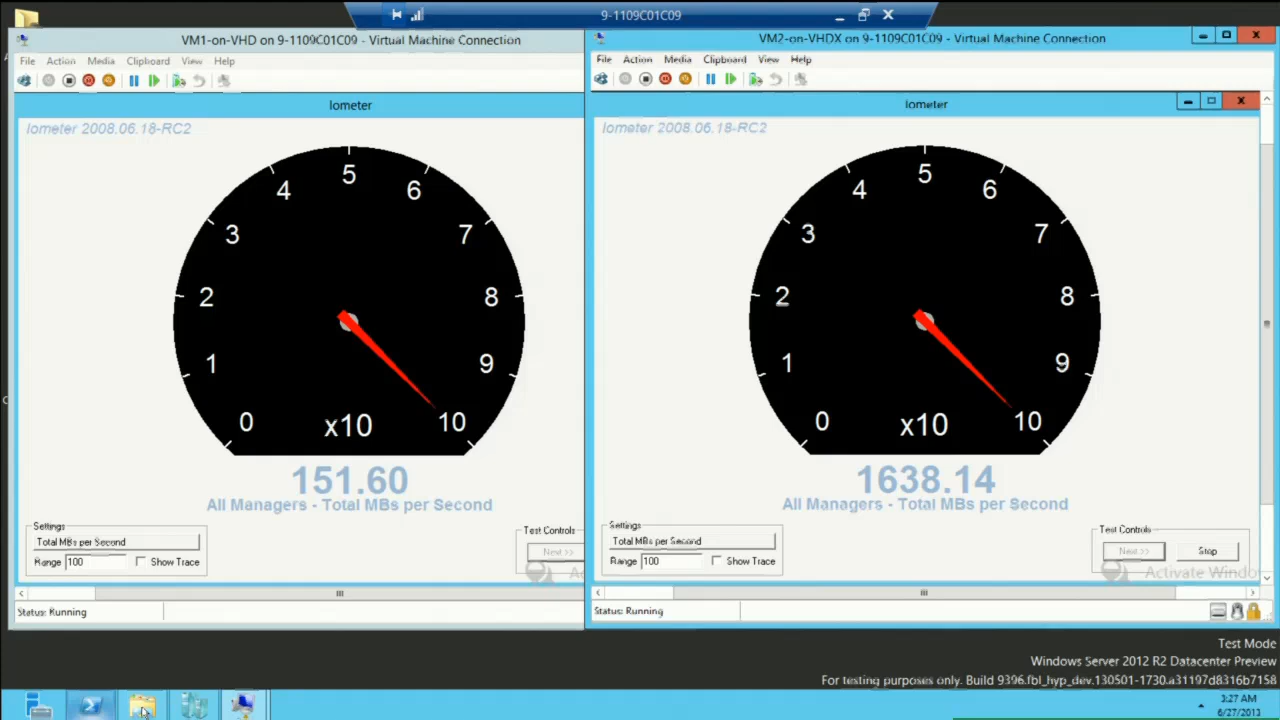 9-1109C01C09
VM1-on-VHD on 9-1109C01C09 - Virtual Machine Connection
File Action Media Clipboard View Help
Iometer
Iometer 2008.06.18-RC2
0 1 2 3 4 5 6 7 8 9 10
x10
151.60
All Managers - Total MBs per Second
Settings
Total MBs per Second
Range 100 Show Trace
Test Controls
Next >>
Status: Running
VM2-on-VHDX on 9-1109C01C09 - Virtual Machine Connection
File Action Media Clipboard View Help
Iometer
Iometer 2008.06.18-RC2
0 1 2 3 4 5 6 7 8 9 10
x10
1638.14
All Managers - Total MBs per Second
Settings
Total MBs per Second
Range 100 Show Trace
Test Controls
Next >> Stop
Activate Windo
Status: Running
Test Mode
Windows Server 2012 R2 Datacenter Preview
For testing purposes only. Build 9396.fbl_hyp_dev.130501-1730.a31197d8316b7158
3:27 AM
6/27/2013